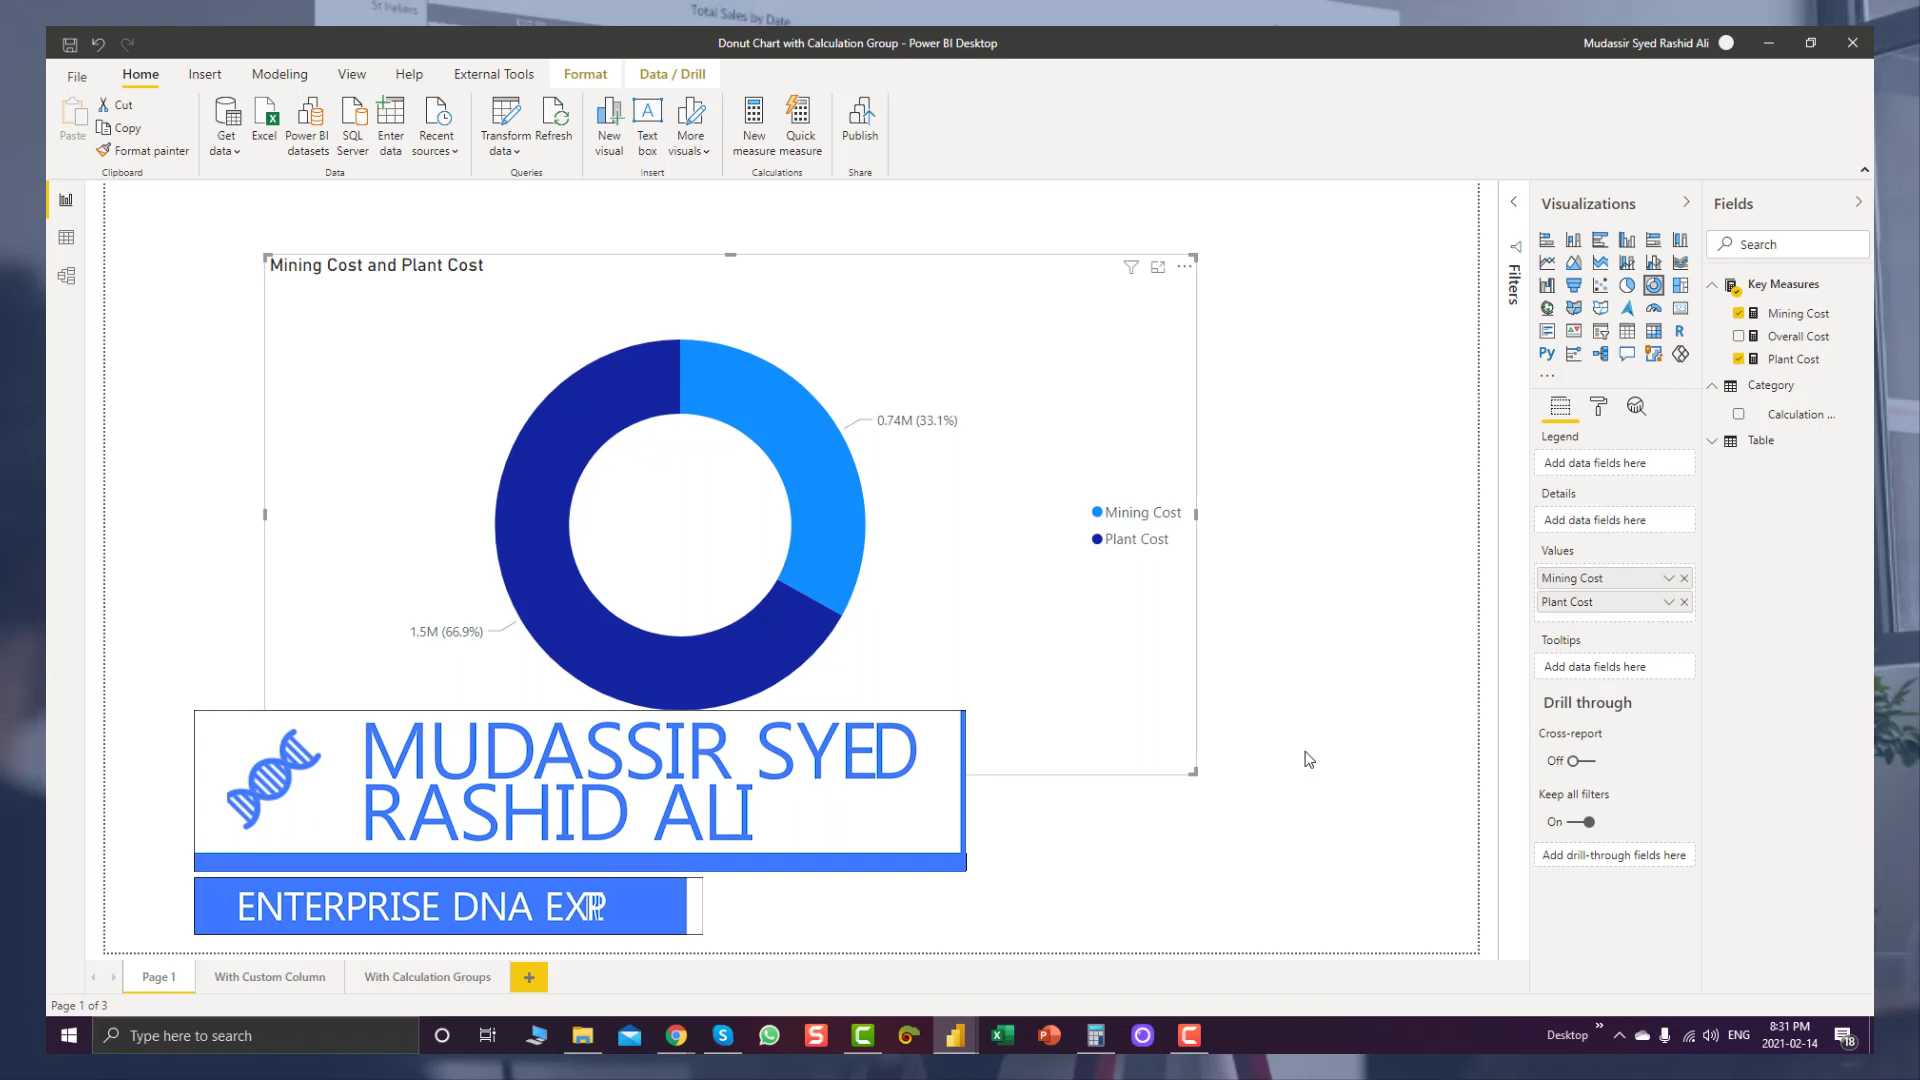 St Heliers
Total Sales by Date
Donut Chart with Calculation Group - Power BI Desktop
Mudassir Syed Rashid Ali
File
Home
Insert
Modeling
View
Help
External Tools
Format
Data / Drill
Paste
Cut
Copy
Format painter
Clipboard
Get data
Excel
Power BI datasets
SQL Server
Enter data
Recent sources
Data
Transform data
Refresh
Queries
New visual
Text box
More visuals
Insert
New measure
Quick measure
Calculations
Publish
Share
Mining Cost and Plant Cost
0.74M (33.1%)
1.5M (66.9%)
Mining Cost
Plant Cost
MUDASSIR SYED
RASHID ALI
ENTERPRISE DNA EXP
Filters
Visualizations
R
Py
Legend
Add data fields here
Details
Add data fields here
Values
Mining Cost
Plant Cost
Tooltips
Add data fields here
Drill through
Cross-report
Off
Keep all filters
On
Add drill-through fields here
Fields
Search
Key Measures
Mining Cost
Overall Cost
Plant Cost
Category
Calculation ...
Table
Page 1
With Custom Column
With Calculation Groups
+
Page 1 of 3
Type here to search
Desktop
ENG
8:31 PM
2021-02-14
18